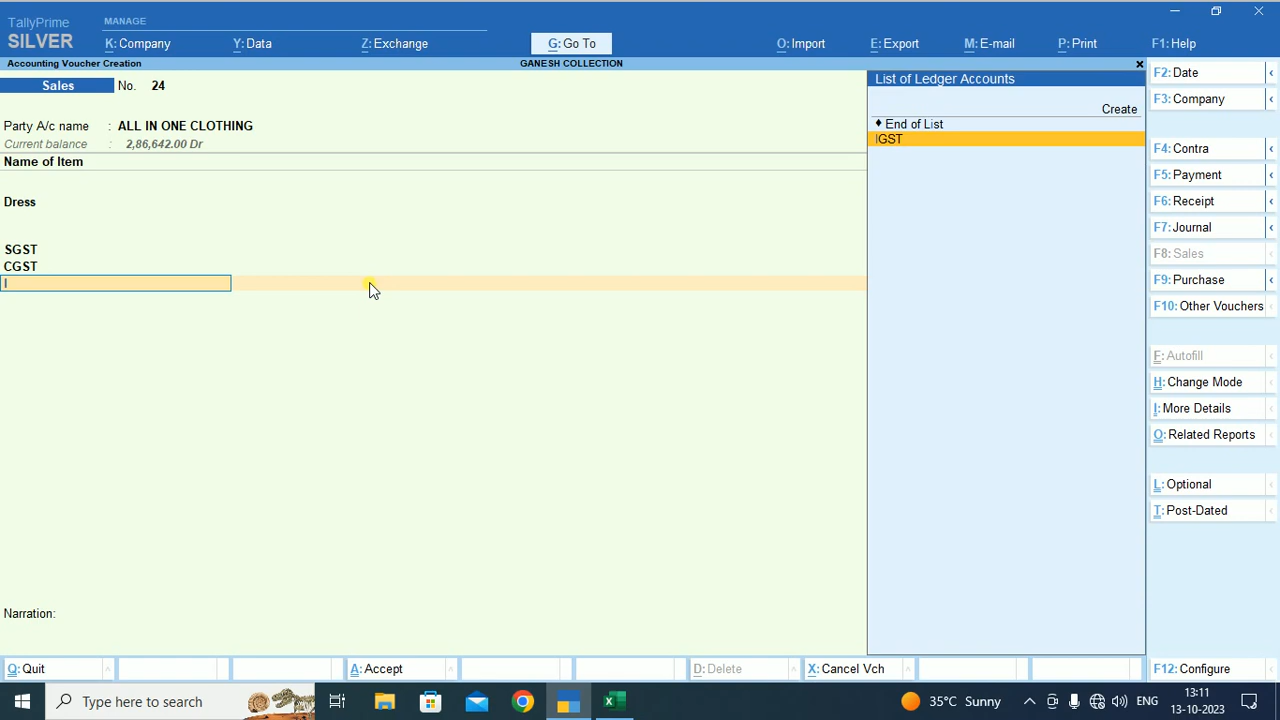 TallyPrime
SILVER
MANAGE
K: Company
Y: Data
Z: Exchange
G: Go To
O: Import
E: Export
M: E-mail
P: Print
F1: Help
Accounting Voucher Creation
GANESH COLLECTION
Sales No. 24
Party A/c name : ALL IN ONE CLOTHING
Current balance : 2,86,642.00 Dr
Name of Item
Dress
SGST
CGST
I
Narration:
List of Ledger Accounts
Create
♦ End of List
IGST
F2: Date
F3: Company
F4: Contra
F5: Payment
F6: Receipt
F7: Journal
F8: Sales
F9: Purchase
F10: Other Vouchers
F: Autofill
H: Change Mode
I: More Details
O: Related Reports
L: Optional
T: Post-Dated
Q: Quit
A: Accept
D: Delete
X: Cancel Vch
F12: Configure
Type here to search
35°C Sunny
ENG
13:11
13-10-2023